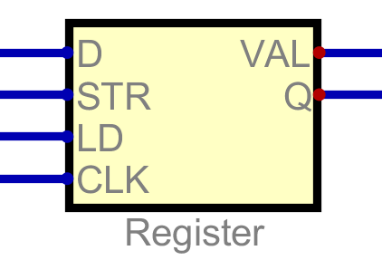 D VAL
STR Q
LD
CLK
Register